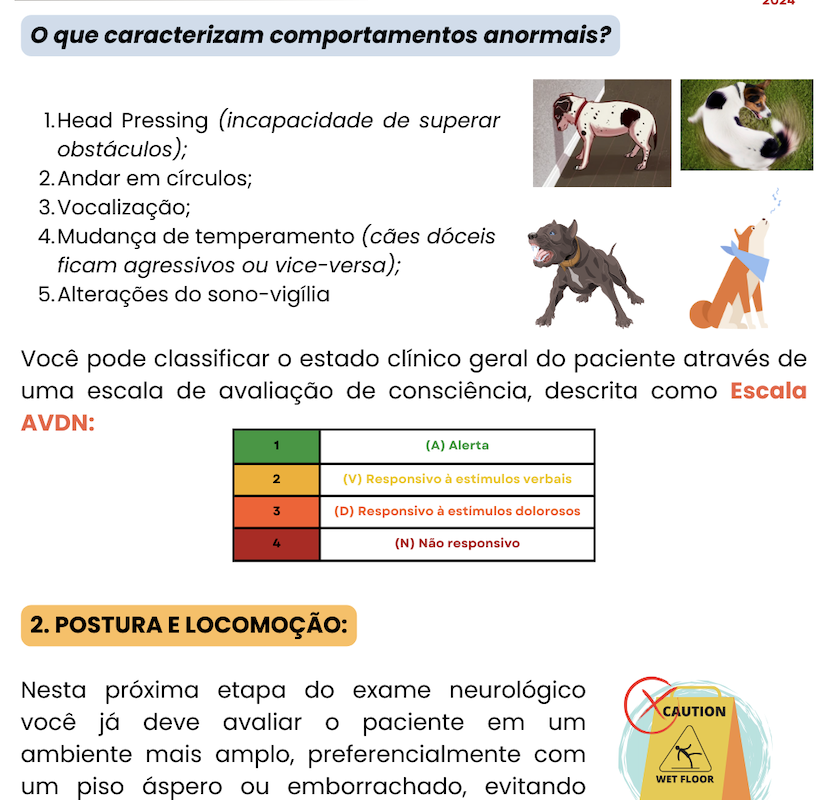 2024
O que caracterizam comportamentos anormais?
1. Head Pressing (incapacidade de superar
obstáculos);
2. Andar em círculos;
3. Vocalização;
4. Mudança de temperamento (cães dóceis
ficam agressivos ou vice-versa);
5. Alterações do sono-vigília
Você pode classificar o estado clínico geral do paciente através de
uma escala de avaliação de consciência, descrita como Escala
AVDN:
1 (A) Alerta
2 (V) Responsivo à estímulos verbais
3 (D) Responsivo à estímulos dolorosos
4 (N) Não responsivo
2. POSTURA E LOCOMOÇÃO:
Nesta próxima etapa do exame neurológico
você já deve avaliar o paciente em um
ambiente mais amplo, preferencialmente com
um piso áspero ou emborrachado, evitando
CAUTION
WET FLOOR